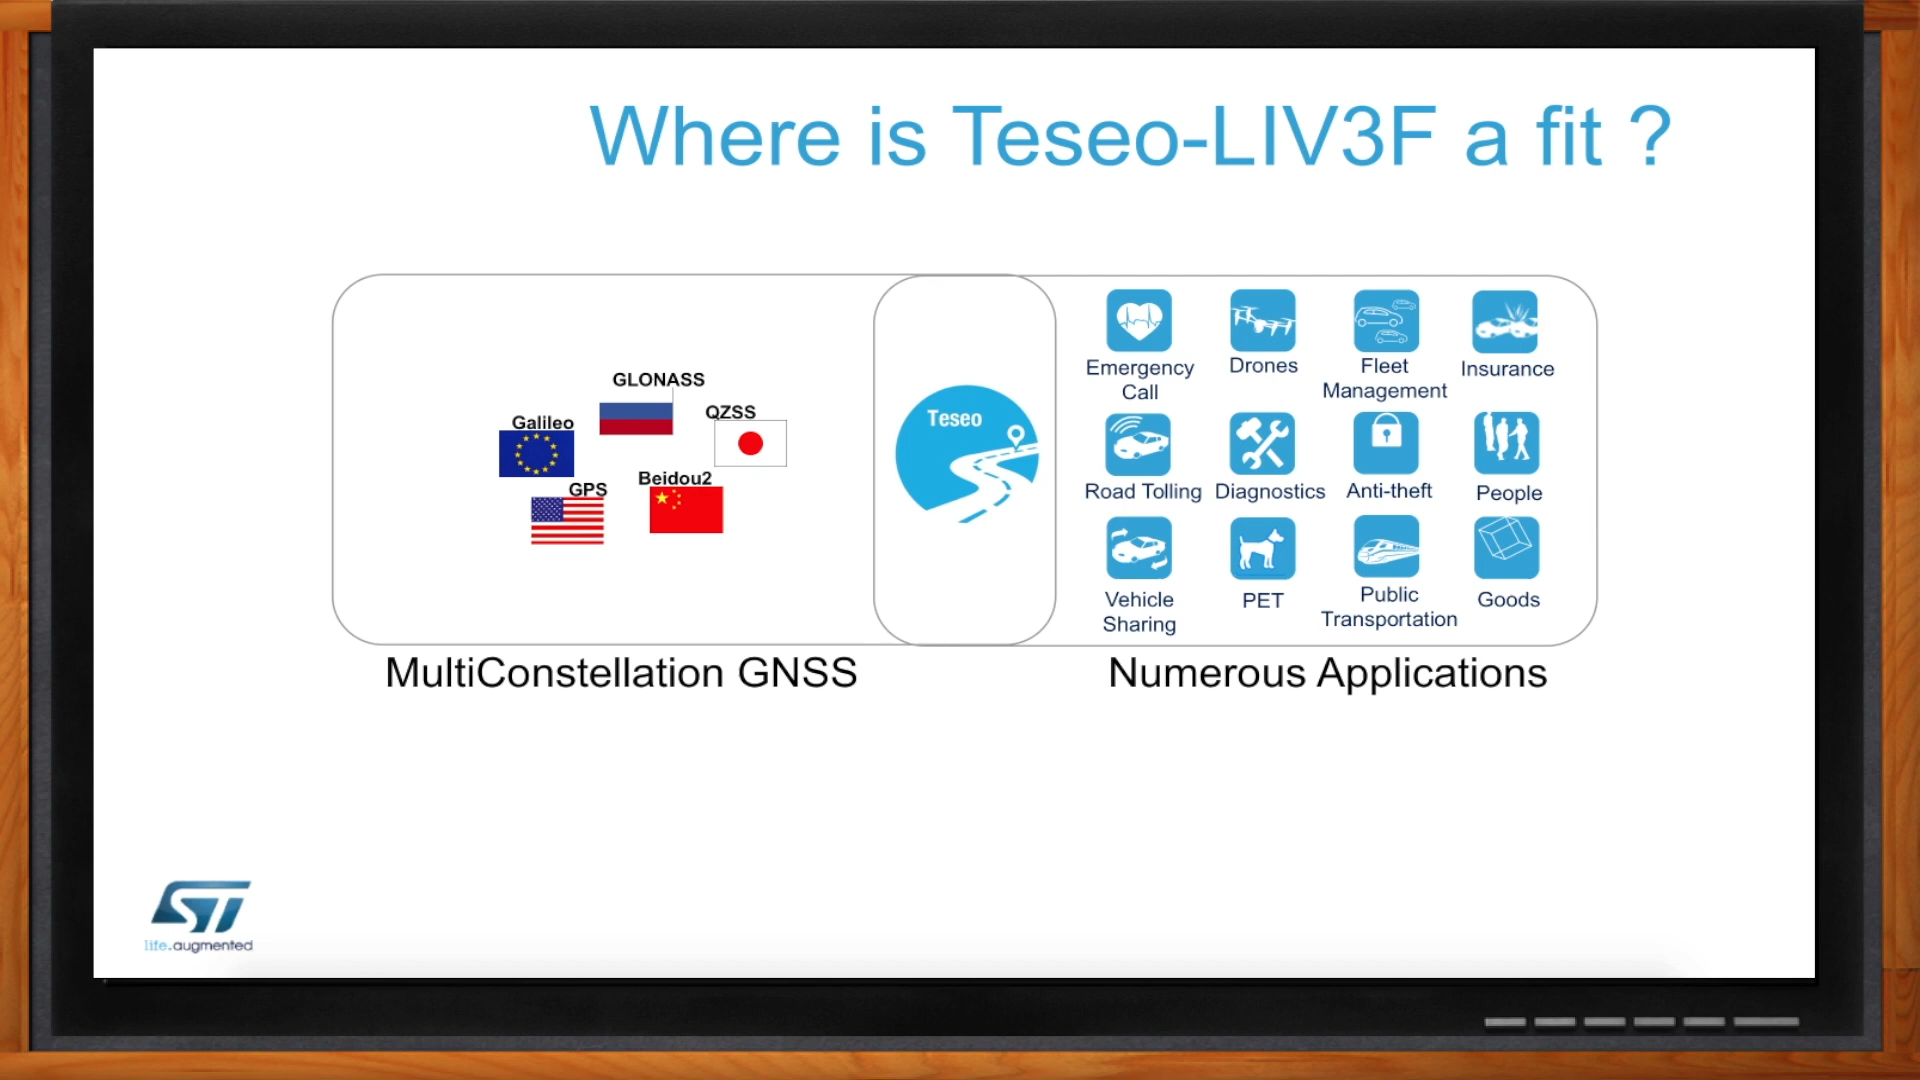 Where is Teseo-LIV3F a fit ?
GLONASS
QZSS
Galileo
Beidou2
GPS
Teseo
Emergency
Call
Drones
Fleet
Management
Insurance
Road Tolling
Diagnostics
Anti-theft
People
Vehicle
Sharing
PET
Public
Transportation
Goods
MultiConstellation GNSS
Numerous Applications
ST
life.augmented